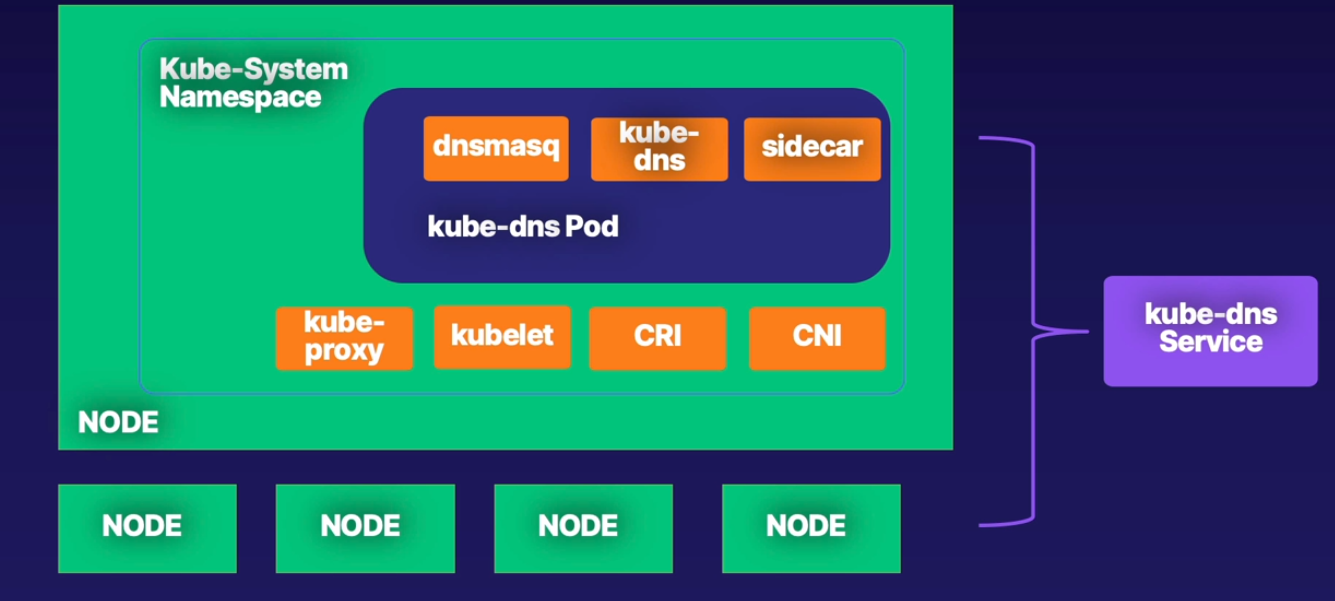 Kube-System
Namespace
dnsmasq
kube-
dns
sidecar
kube-dns Pod
kube-
proxy
kubelet
CRI
CNI
NODE
kube-dns
Service
NODE
NODE
NODE
NODE